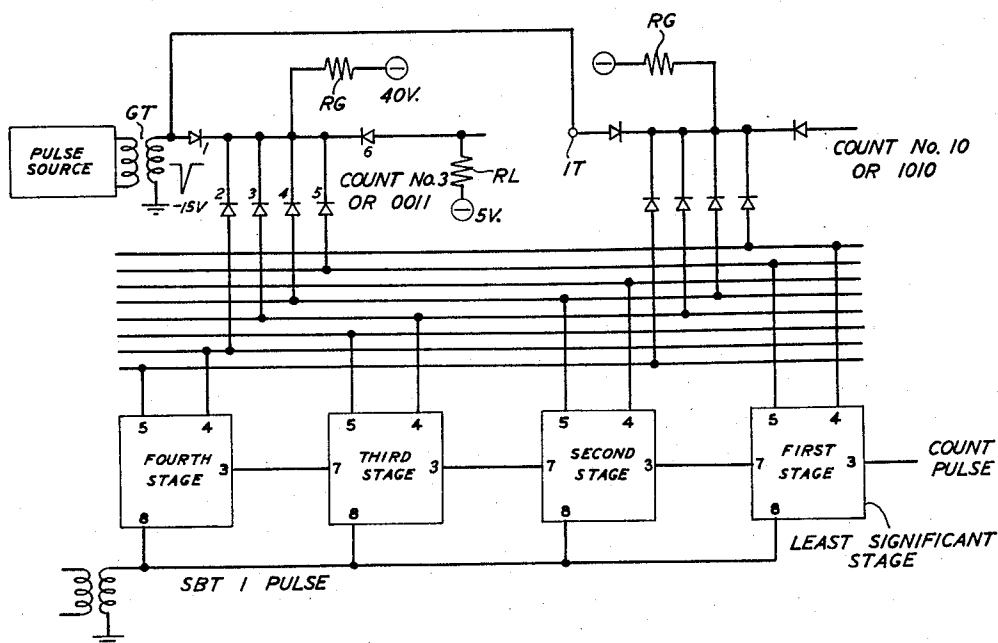 RG
RG
40V.
GT
PULSE
SOURCE
1
6
-15V
2
3
4
5
COUNT No.3
OR 0011
RL
5V.
1T
COUNT No. 10
OR 1010
5
4
FOURTH
STAGE
3
8
5
4
7
THIRD
STAGE
3
8
5
4
7
SECOND
STAGE
3
8
5
4
7
FIRST
STAGE
3
8
COUNT
PULSE
LEAST SIGNIFICANT
STAGE
SBT 1 PULSE